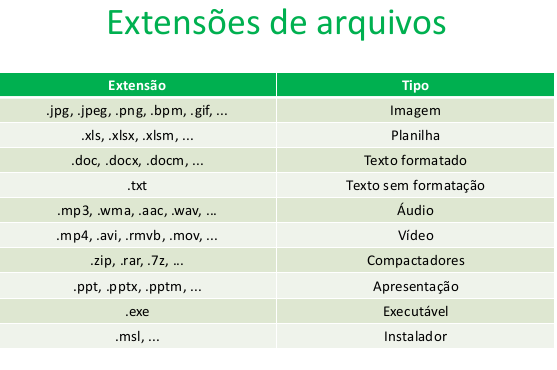 Extensões de arquivos
Extensão Tipo
.jpg, .jpeg, .png, .bpm, .gif, ... Imagem
.xls, .xlsx, .xlsm, ... Planilha
.doc, .docx, .docm, ... Texto formatado
.txt Texto sem formatação
.mp3, .wma, .aac, .wav, ... Áudio
.mp4, .avi, .rmvb, .mov, ... Vídeo
.zip, .rar, .7z, ... Compactadores
.ppt, .pptx, .pptm, ... Apresentação
.exe Executável
.msl, ... Instalador